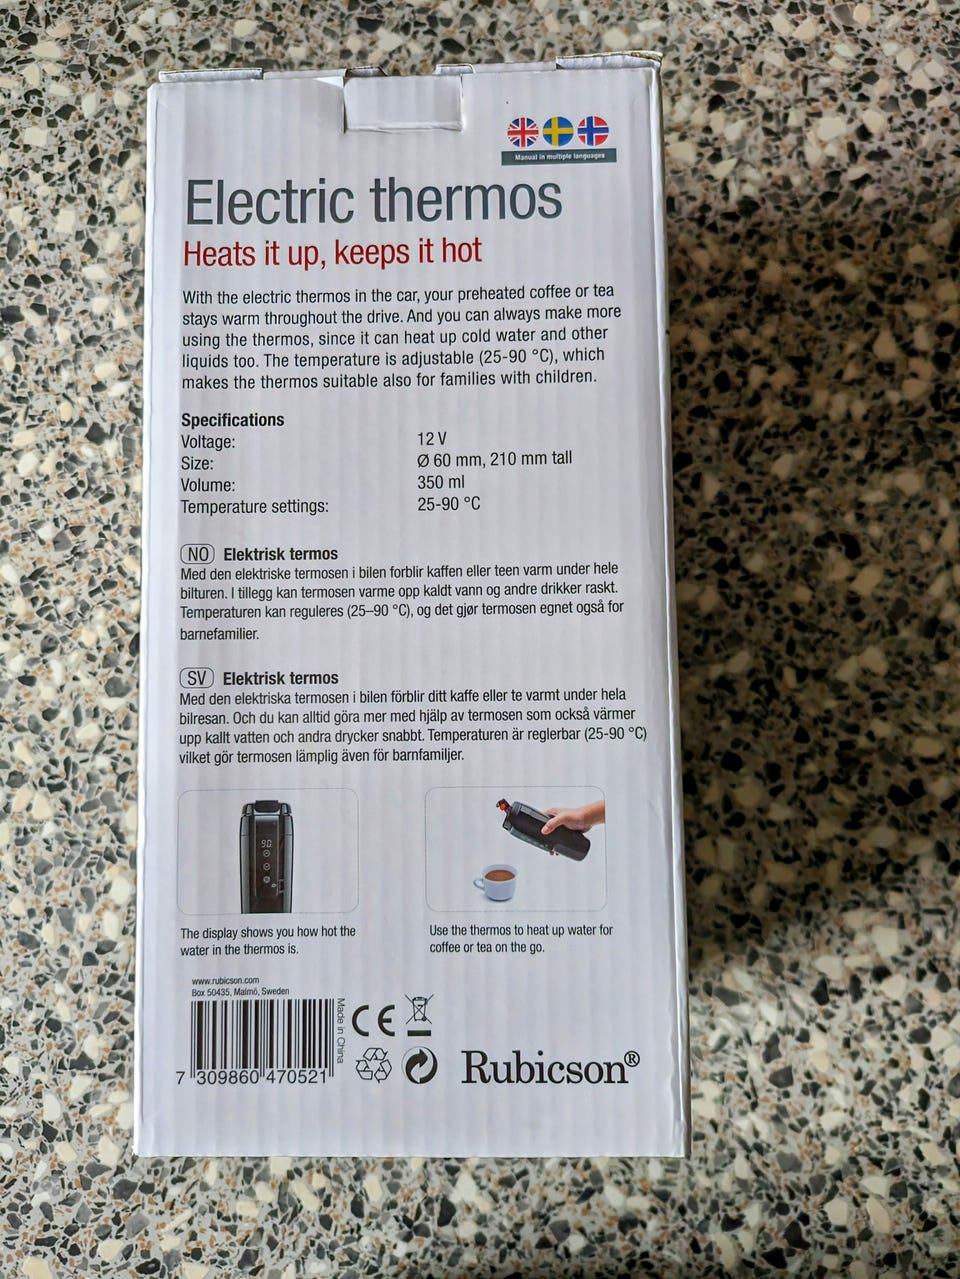 Manual in multiple languages
Electric thermos
Heats it up, keeps it hot
With the electric thermos in the car, your preheated coffee or tea
stays warm throughout the drive. And you can always make more
using the thermos, since it can heat up cold water and other
liquids too. The temperature is adjustable (25-90 °C), which
makes the thermos suitable also for families with children.
Specifications
Voltage: 12 V
Size: Ø 60 mm, 210 mm tall
Volume: 350 ml
Temperature settings: 25-90 °C
NO Elektrisk termos
Med den elektriske termosen i bilen forblir kaffen eller teen varm under hele
bilturen. I tillegg kan termosen varme opp kaldt vann og andre drikker raskt.
Temperaturen kan reguleres (25–90 °C), og det gjør termosen egnet også for
barnefamilier.
SV Elektrisk termos
Med den elektriska termosen i bilen förblir ditt kaffe eller te varmt under hela
bilresan. Och du kan alltid göra mer med hjälp av termosen som också värmer
upp kallt vatten och andra drycker snabbt. Temperaturen är reglerbar (25-90 °C)
vilket gör termosen lämplig även för barnfamiljer.
90
The display shows you how hot the
water in the thermos is.
Use the thermos to heat up water for
coffee or tea on the go.
www.rubicson.com
Box 50435, Malmö, Sweden
Made in China
CE
7 309860 470521
Rubicson®